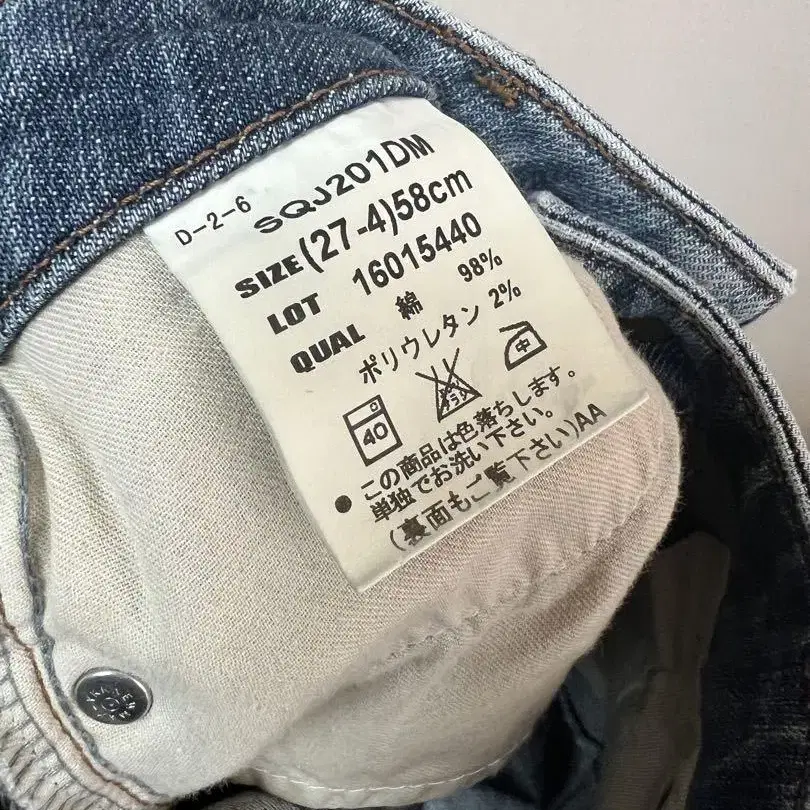 D-2-6
SQJ201DM
SIZE(27-4)58cm
LOT 16015440
QUAL 綿 98%
ポリウレタン 2%
40
中
●この商品は色落ちします。
単独でお洗い下さい。
(裏面もご覧下さい)AA